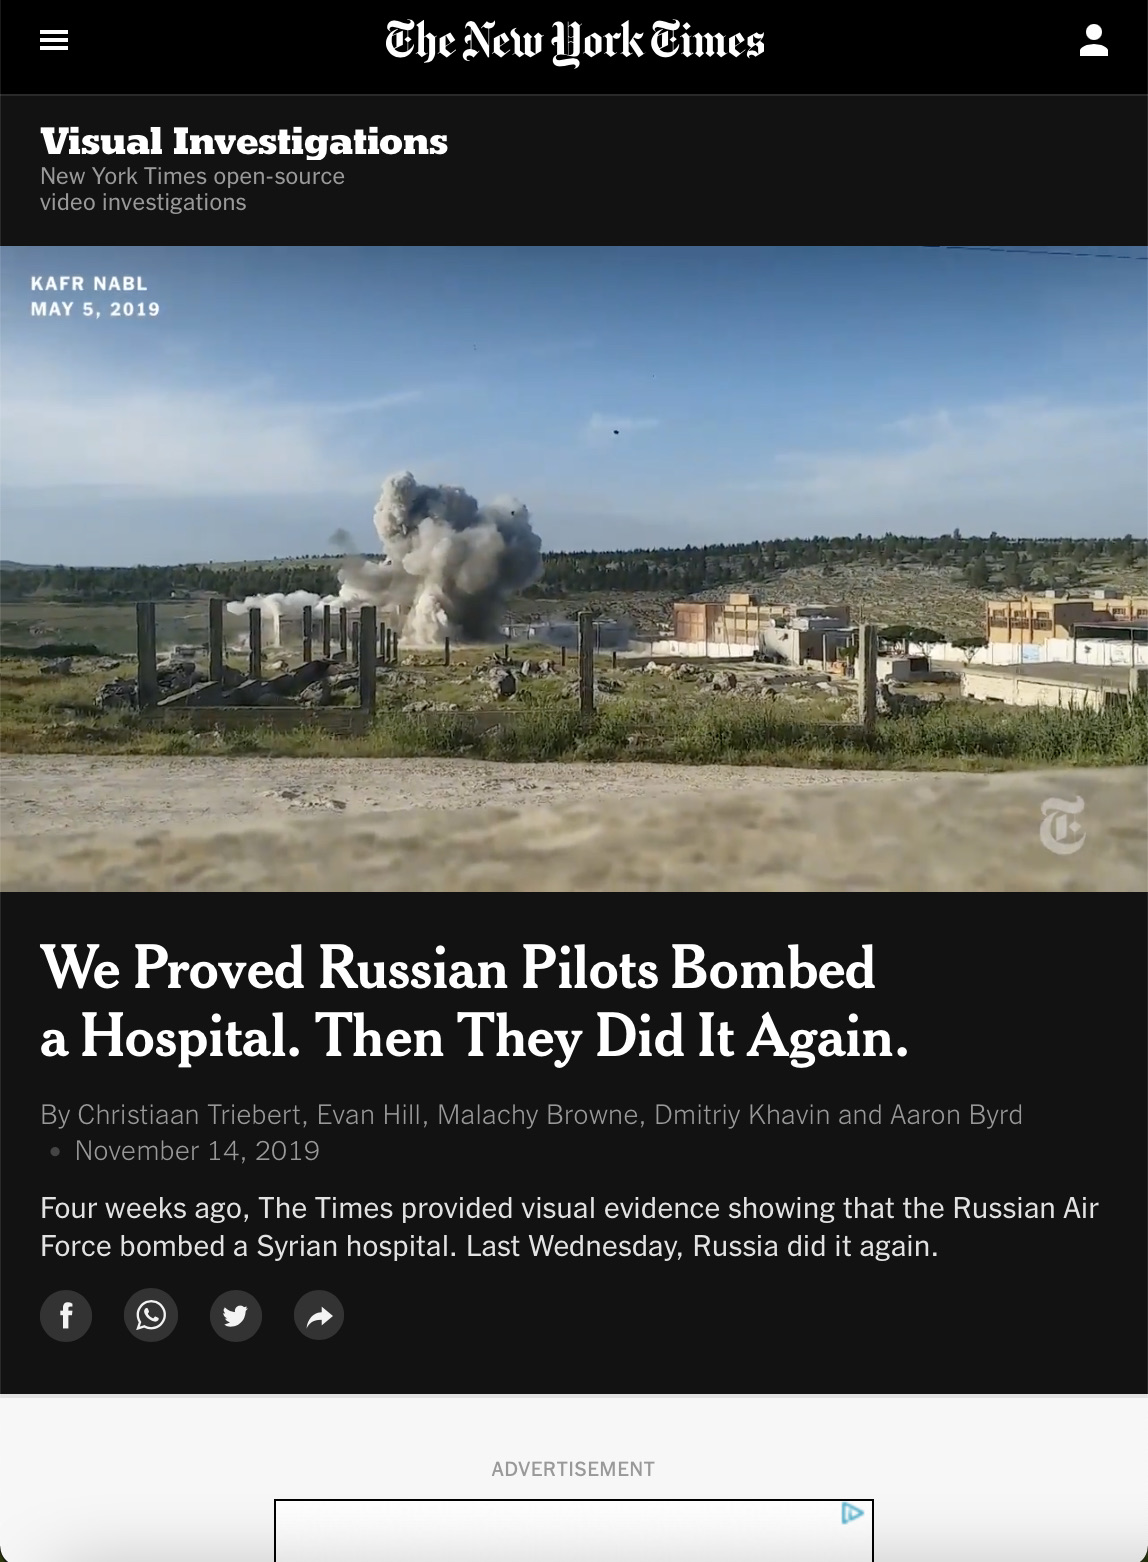 The New York Times
Visual Investigations
New York Times open-source
video investigations
KAFR NABL
MAY 5, 2019
T
We Proved Russian Pilots Bombed
a Hospital. Then They Did It Again.
By Christiaan Triebert, Evan Hill, Malachy Browne, Dmitriy Khavin and Aaron Byrd
• November 14, 2019
Four weeks ago, The Times provided visual evidence showing that the Russian Air
Force bombed a Syrian hospital. Last Wednesday, Russia did it again.
ADVERTISEMENT